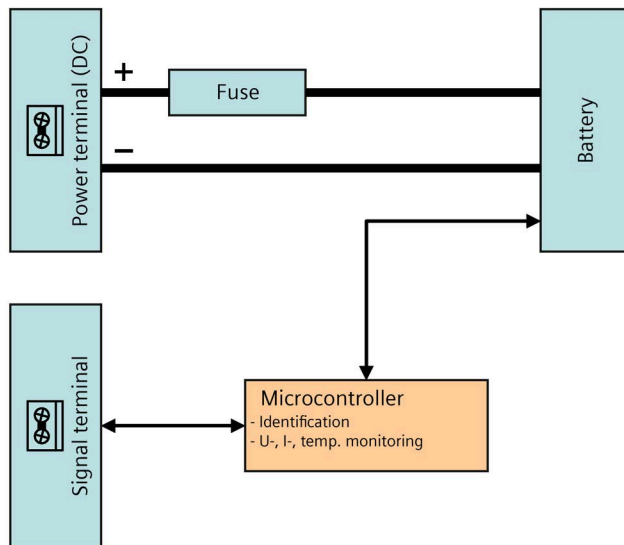 Power terminal (DC)
+
Fuse
−
Battery
Signal terminal
Microcontroller
- Identification
- U-, I-, temp. monitoring